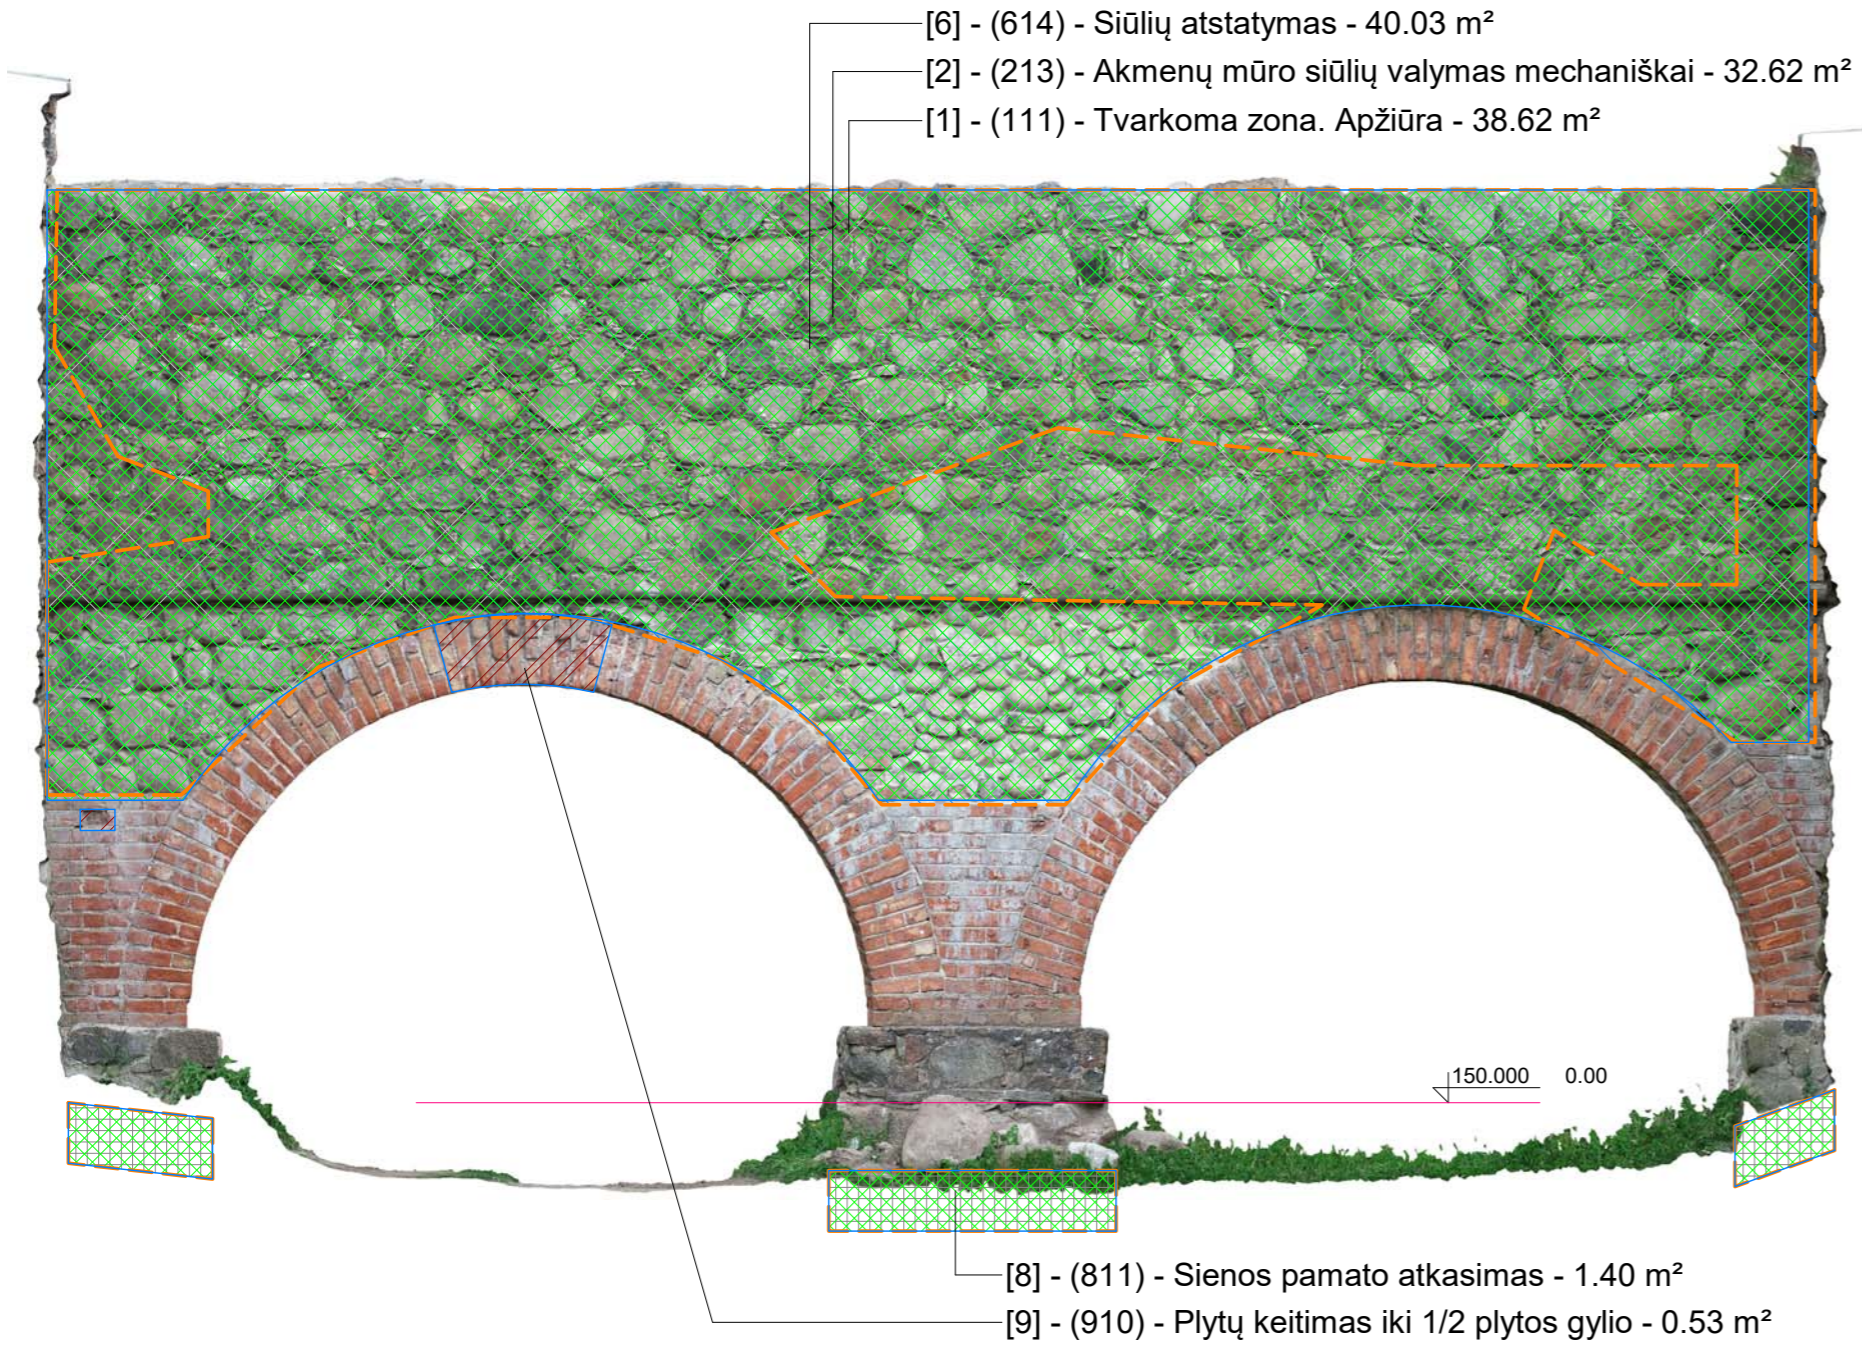 [6] - (614) - Siūlių atstatymas - 40.03 m²
[2] - (213) - Akmenų mūro siūlių valymas mechaniškai - 32.62 m²
[1] - (111) - Tvarkoma zona. Apžiūra - 38.62 m²
150.000 0.00
[8] - (811) - Sienos pamato atkasimas - 1.40 m²
[9] - (910) - Plytų keitimas iki 1/2 plytos gylio - 0.53 m²